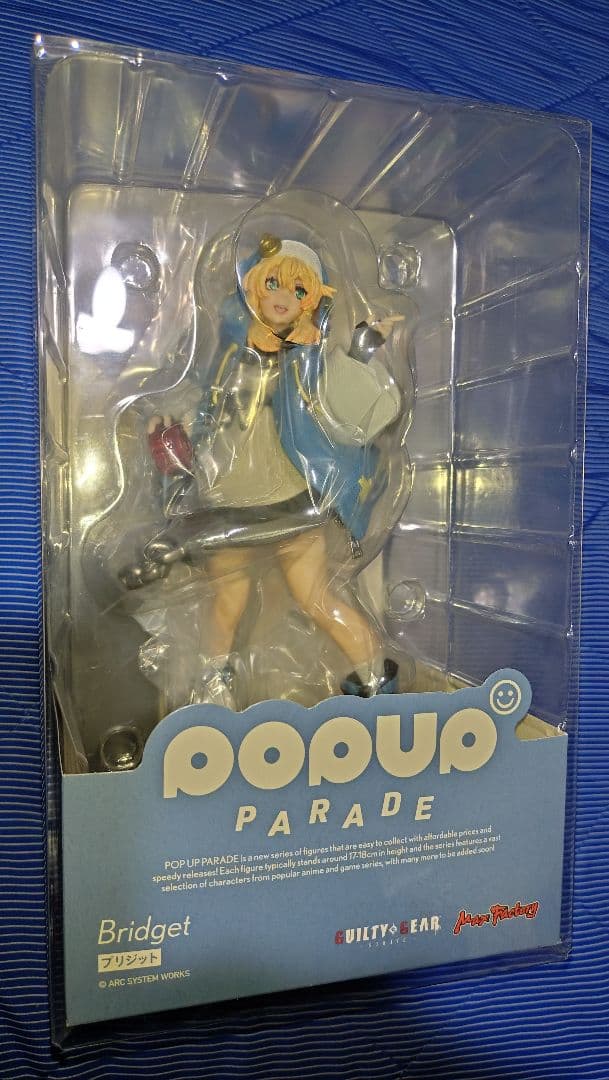 POPUP
PARADE
POP UP PARADE is a new series of figures that are easy to collect with affordable prices and
speedy releases! Each figure typically stands around 17-18cm in height and the series features a vast
selection of characters from popular anime and game series, with many more to be added soon!
Bridget
ブリジット
© ARC SYSTEM WORKS
GUILTY GEAR
STRIVE
Max Factory